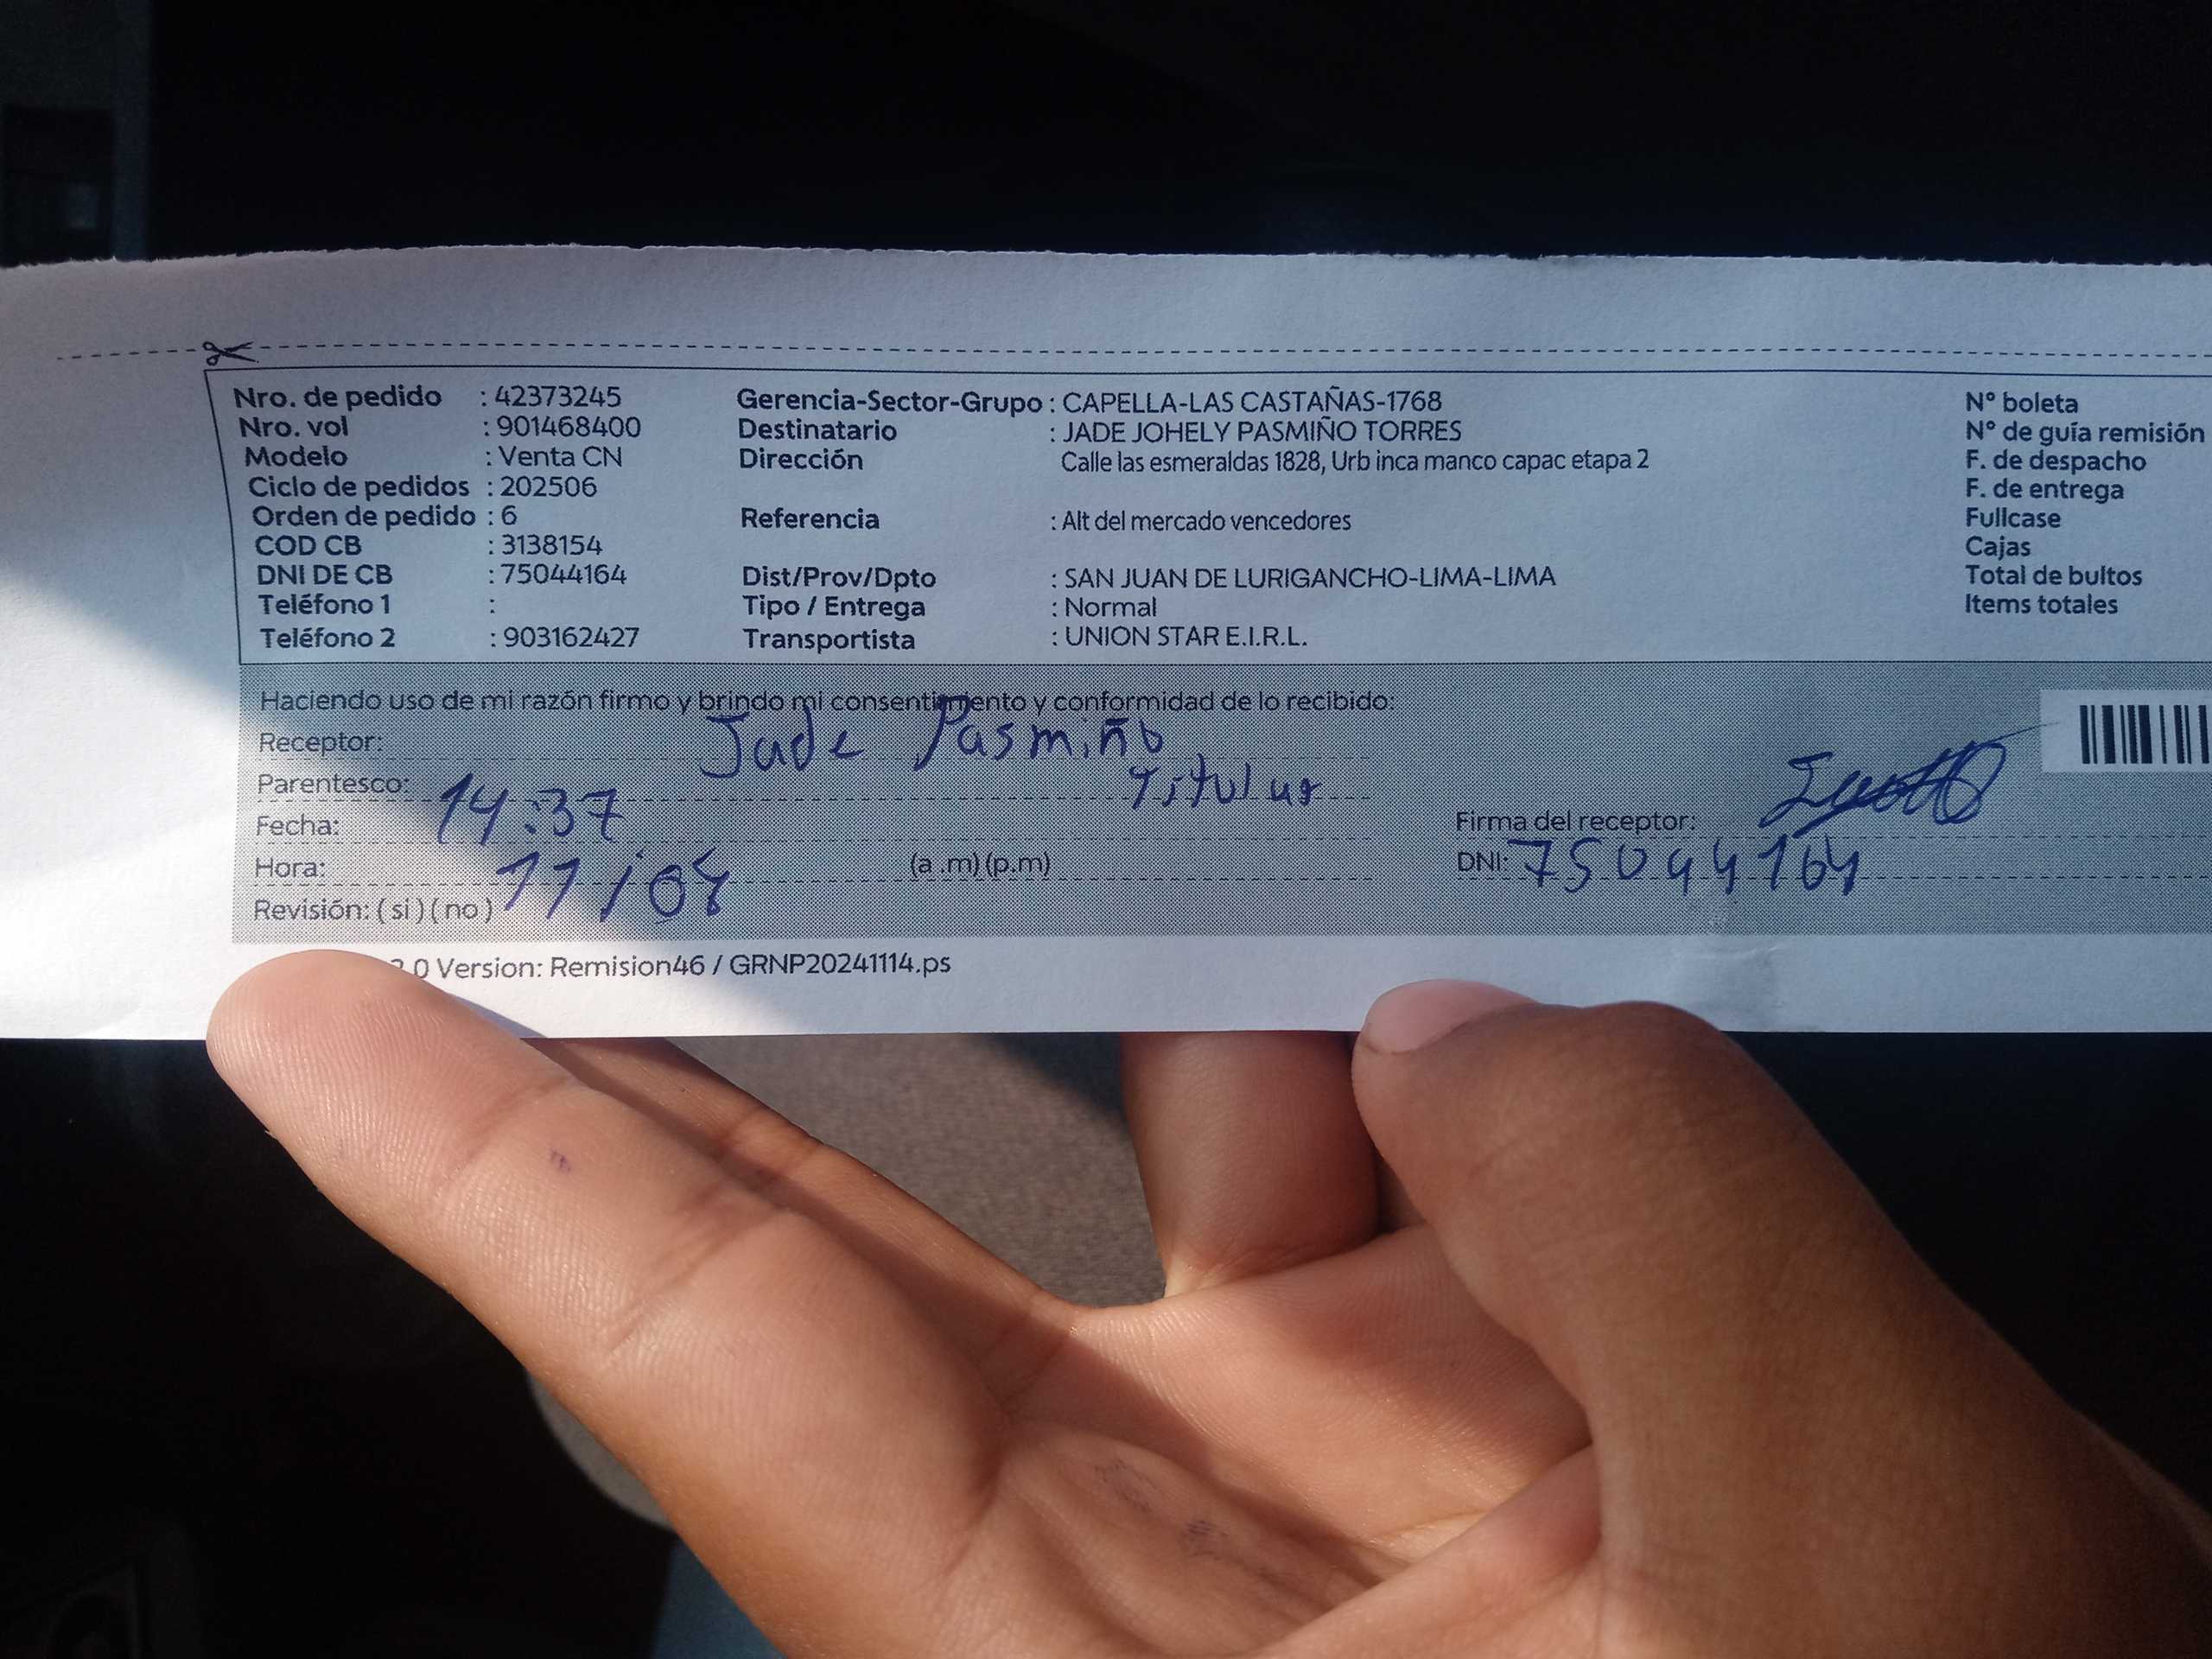 Nro. de pedido : 42373245 Gerencia-Sector-Grupo : CAPELLA-LAS CASTAÑAS-1768 N° boleta
Nro. vol : 901468400 Destinatario : JADE JOHELY PASMIÑO TORRES N° de guía remisión
Modelo : Venta CN Dirección Calle las esmeraldas 1828, Urb inca manco capac etapa 2 F. de despacho
Ciclo de pedidos : 202506 F. de entrega
Orden de pedido : 6 Referencia : Alt del mercado vencedores Fullcase
COD CB : 3138154 Cajas
DNI DE CB : 75044164 Dist/Prov/Dpto : SAN JUAN DE LURIGANCHO-LIMA-LIMA Total de bultos
Teléfono 1 : Tipo / Entrega : Normal Items totales
Teléfono 2 : 903162427 Transportista : UNION STAR E.I.R.L.
Haciendo uso de mi razón firmo y brindo mi consentimiento y conformidad de lo recibido:
Receptor: Jade Pasmiño
Parentesco: Titular
Fecha: 14:37 Firma del receptor:
Hora: 11/04 (a .m) (p.m) DNI: 75044164
Revisión: ( si ) ( no )
2.0 Version: Remision46 / GRNP20241114.ps